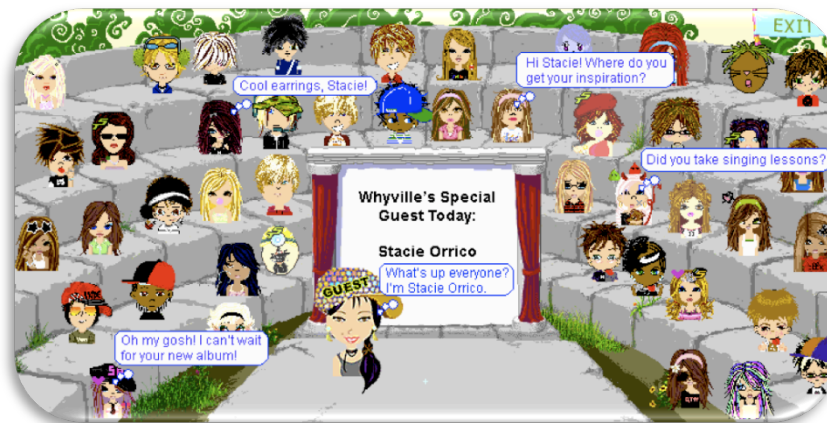 EXIT
Hi Stacie! Where do you
get your inspiration?
Cool earrings, Stacie!
Did you take singing lessons?
Whyville's Special
Guest Today:
Stacie Orrico
What's up everyone?
I'm Stacie Orrico.
GUEST
Oh my gosh! I can't wait
for your new album!